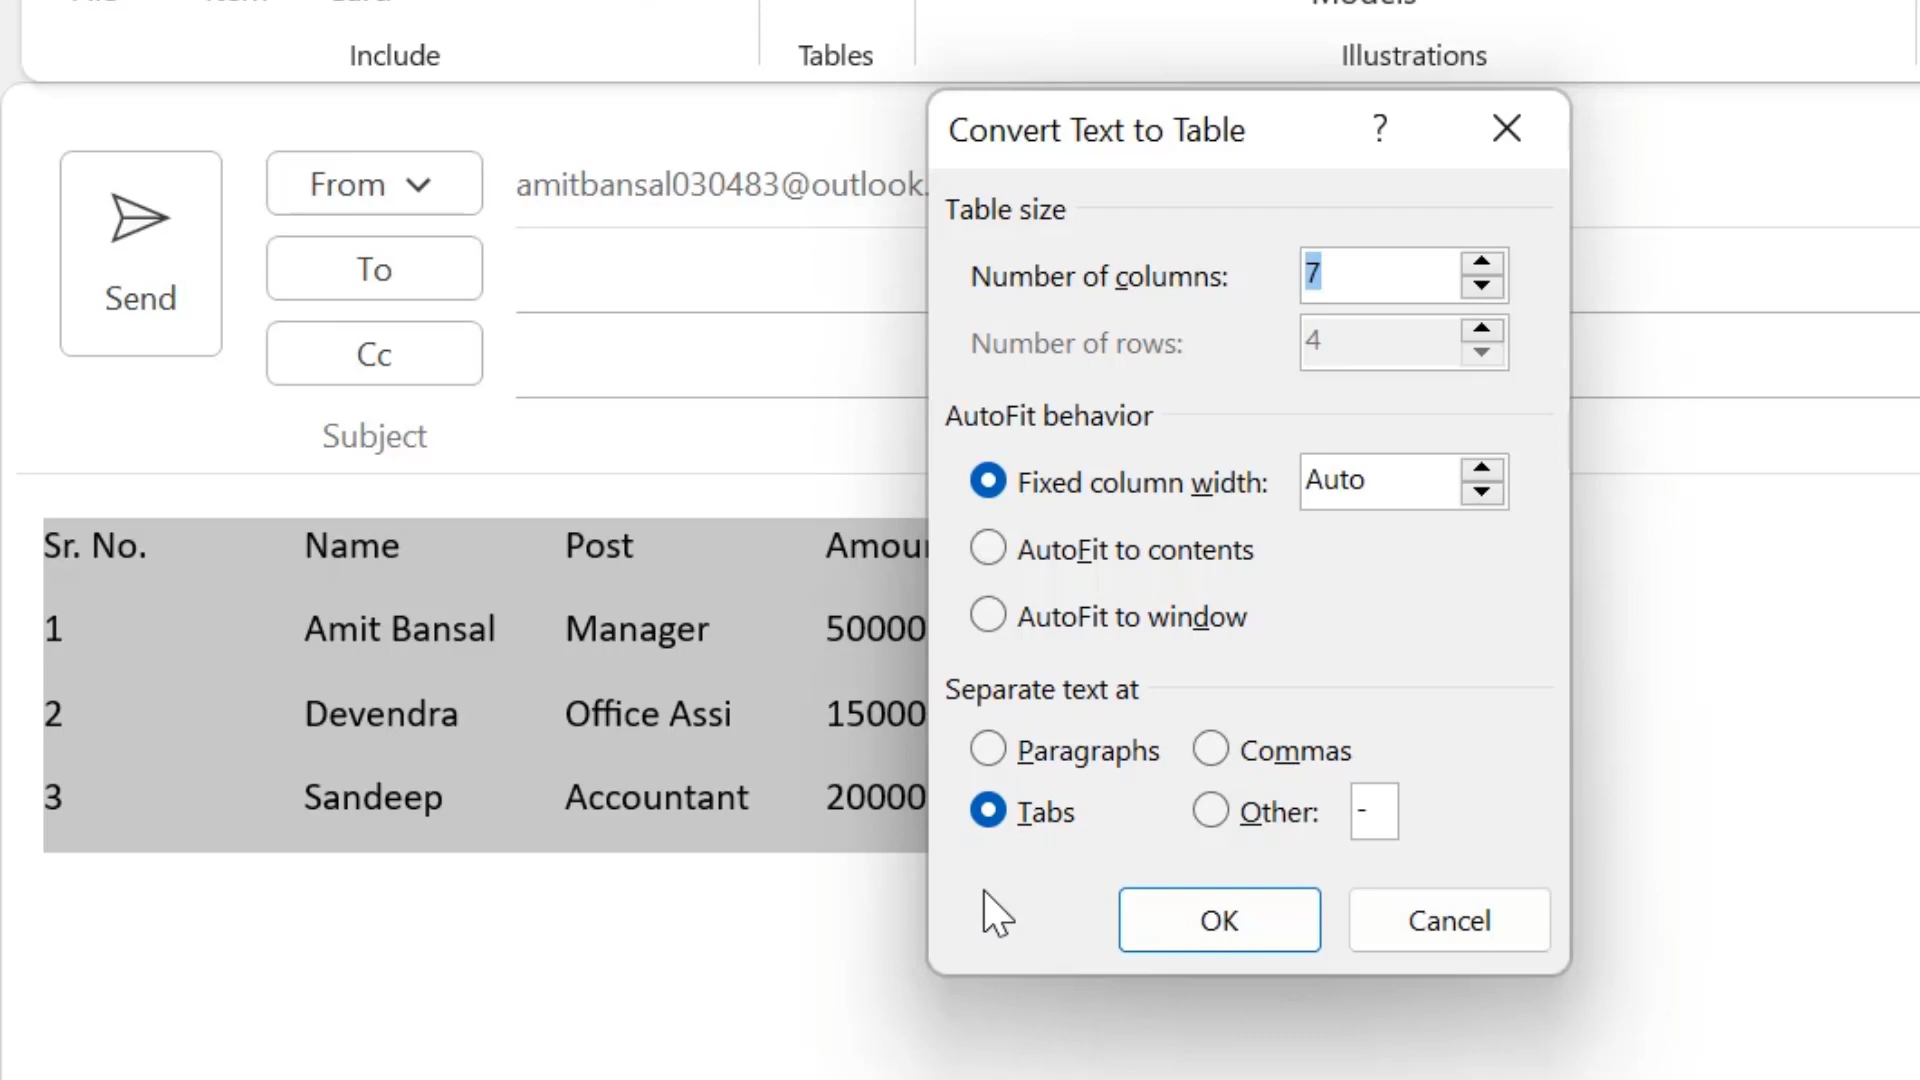 Include
Tables
Illustrations
Convert Text to Table
?
From
amitbansal030483@outlook.
Send
To
Cc
Subject
Table size
Number of columns:
7
Number of rows:
4
AutoFit behavior
Fixed column width:
Auto
AutoFit to contents
AutoFit to window
Separate text at
Paragraphs
Commas
Tabs
Other:
-
OK
Cancel
Sr. No. Name Post Amou
1 Amit Bansal Manager 50000
2 Devendra Office Assi 15000
3 Sandeep Accountant 20000